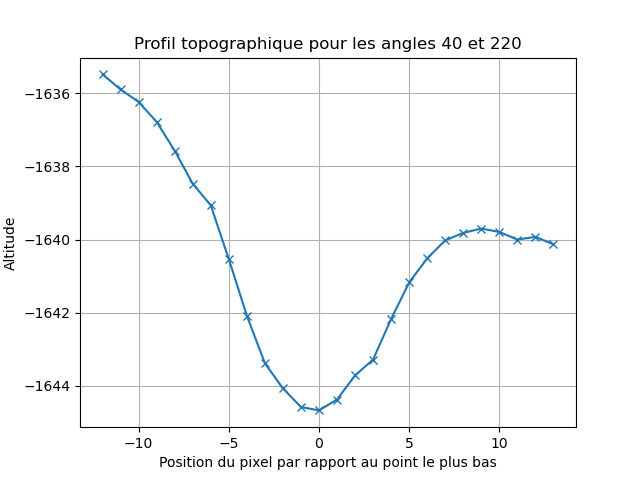 Profil topographique pour les angles 40 et 220
−1636
−1638
−1640
−1642
−1644
Altitude
−10 −5 0 5 10
Position du pixel par rapport au point le plus bas